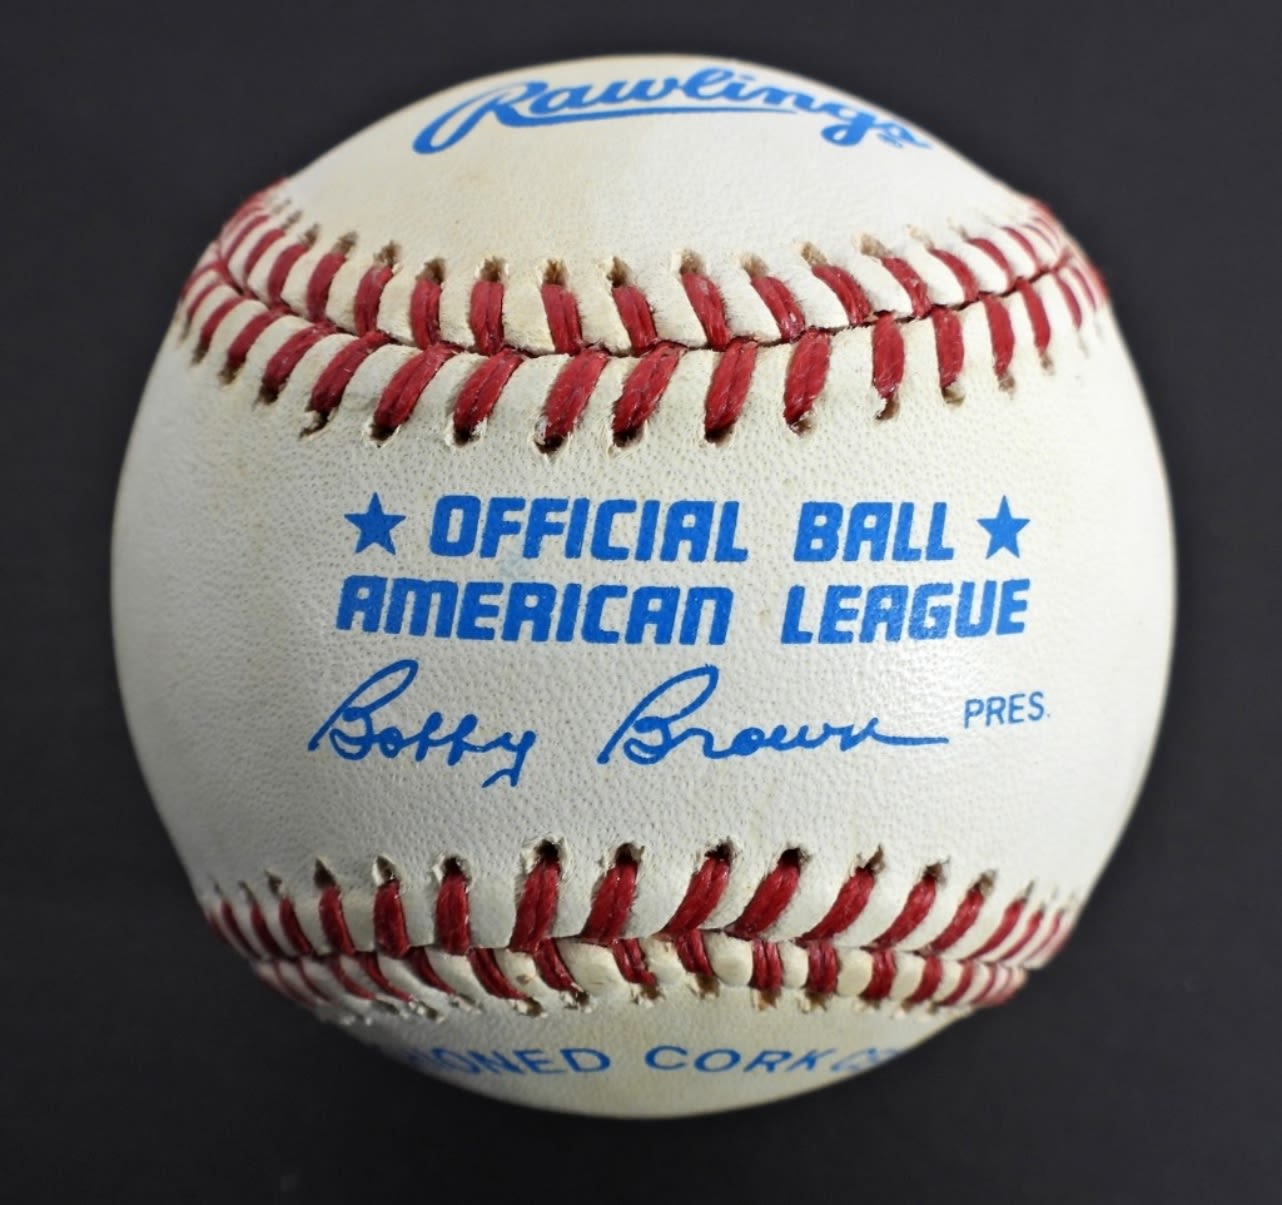 Rawlings
★ OFFICIAL BALL ★
AMERICAN LEAGUE
Bobby Brown PRES.
CORK